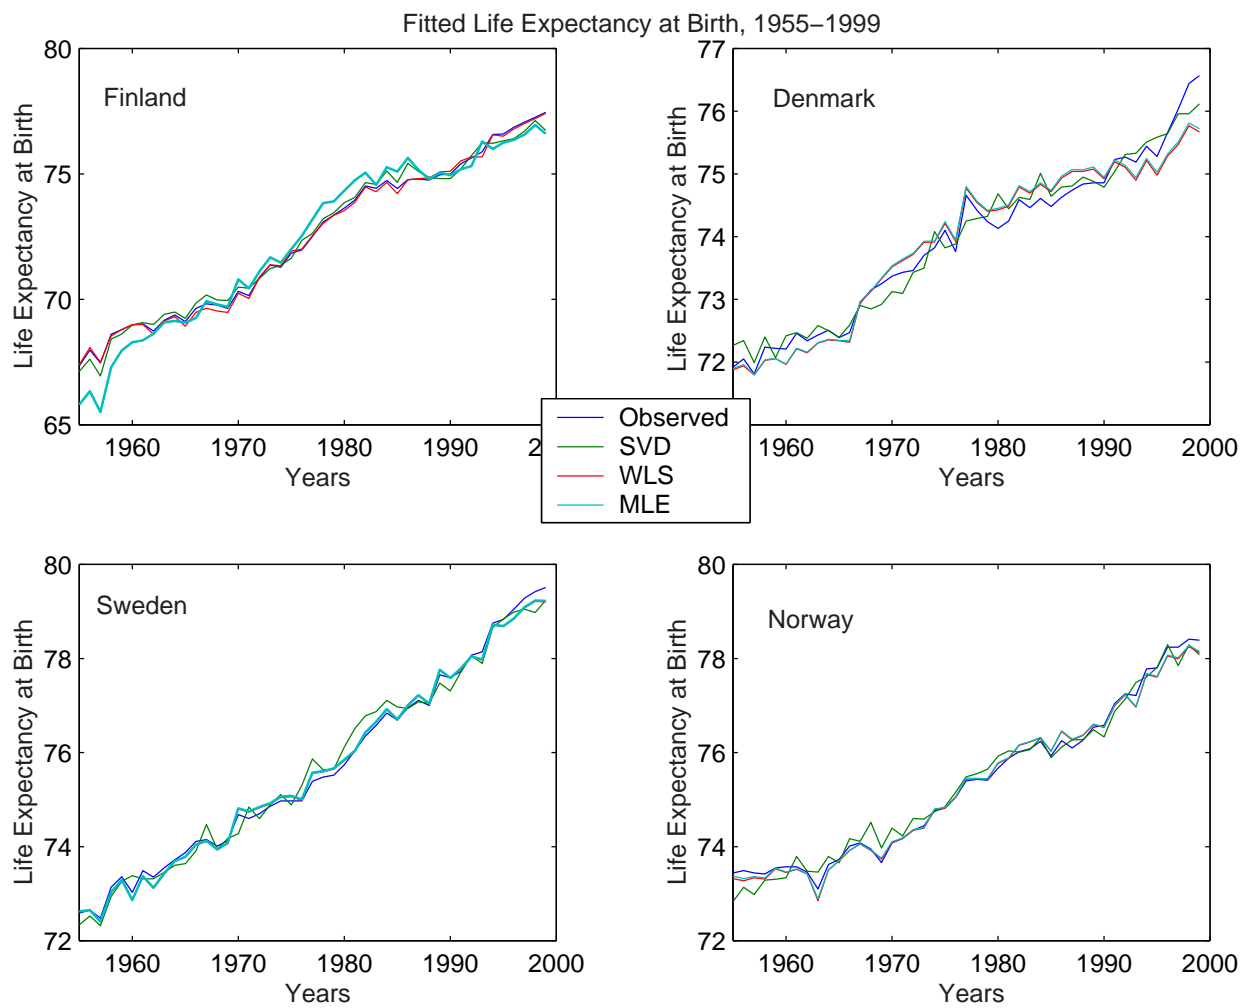 Fitted Life Expectancy at Birth, 1955–1999
80
75
70
65
Life Expectancy at Birth
Finland
1960 1970 1980 1990 2
Years
77
76
75
74
73
72
Life Expectancy at Birth
Denmark
1960 1970 1980 1990 2000
Years
Observed
SVD
WLS
MLE
80
78
76
74
72
Life Expectancy at Birth
Sweden
1960 1970 1980 1990 2000
Years
80
78
76
74
72
Life Expectancy at Birth
Norway
1960 1970 1980 1990 2000
Years